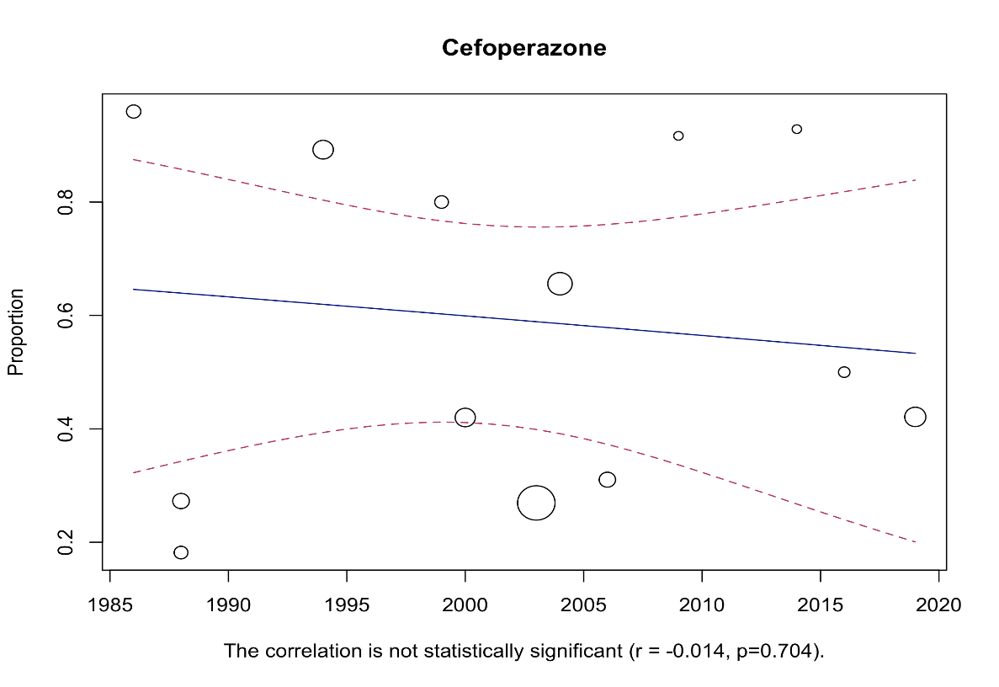 Cefoperazone
Proportion
0.8
0.6
0.4
0.2
1985 1990 1995 2000 2005 2010 2015 2020
The correlation is not statistically significant (r = -0.014, p=0.704).